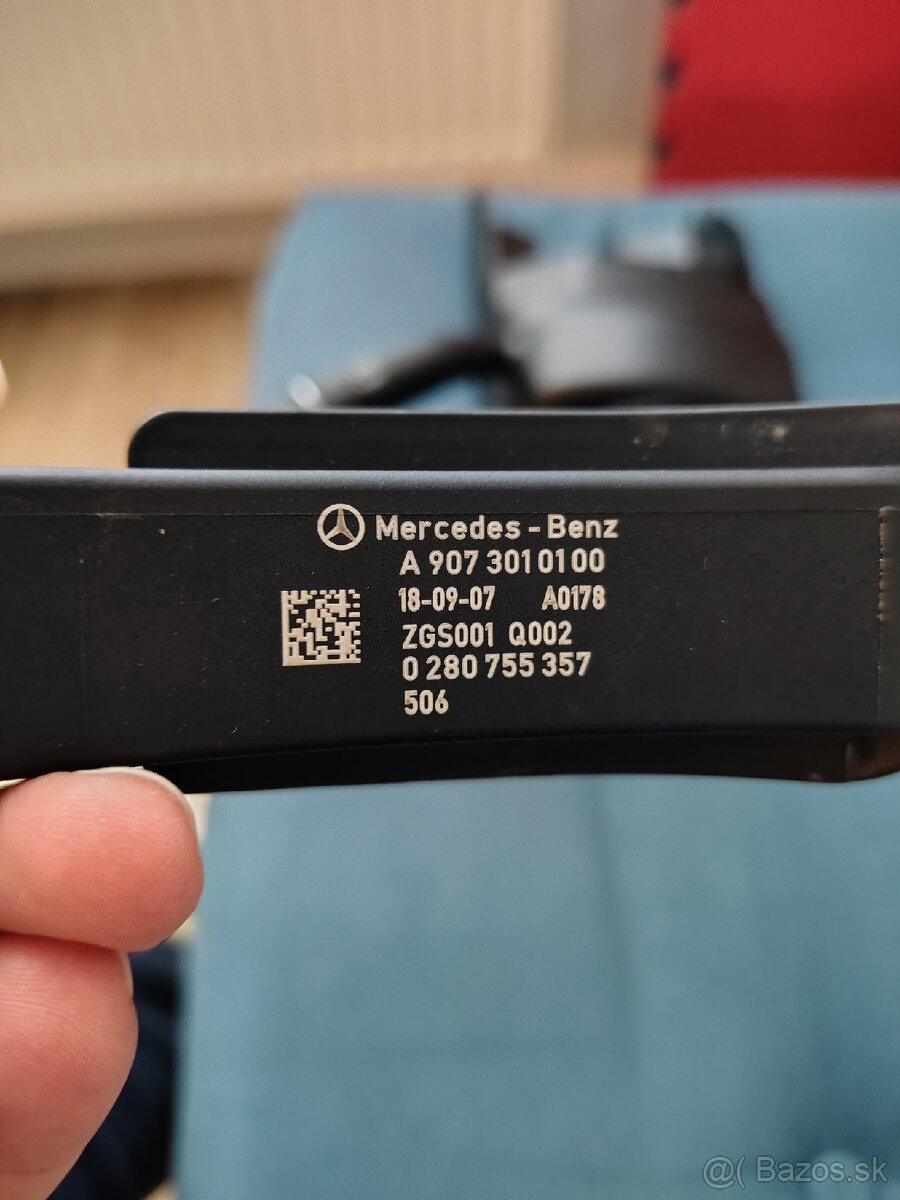 Mercedes-Benz
A 907 301 01 00
18-09-07 A0178
ZGS001 Q002
0 280 755 357
506
@( Bazos.sk